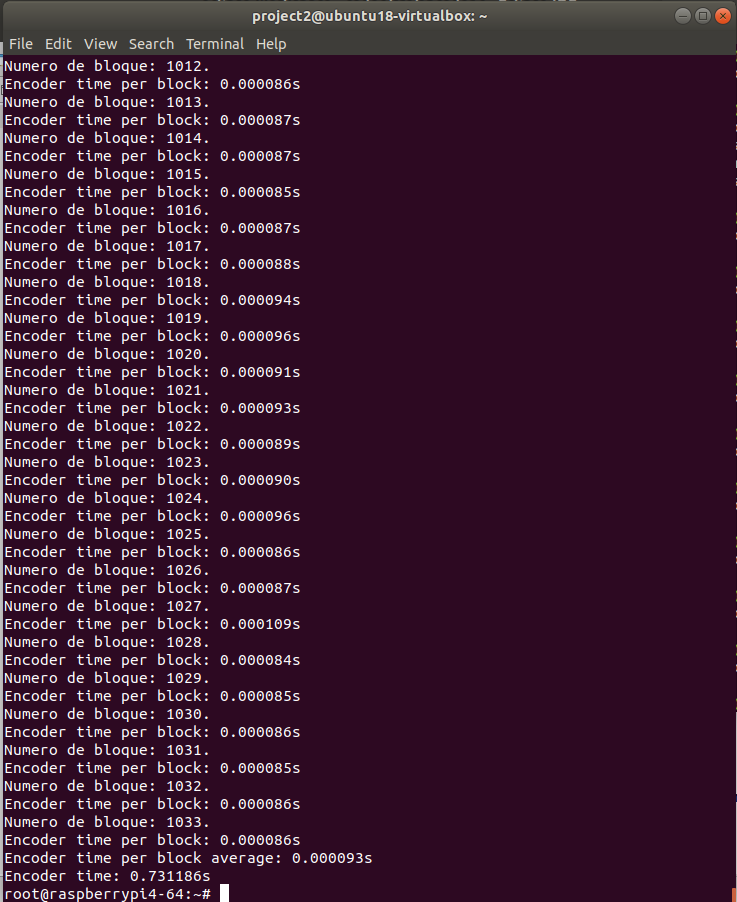 project2@ubuntu18-virtualbox: ~
File Edit View Search Terminal Help
Numero de bloque: 1012.
Encoder time per block: 0.000086s
Numero de bloque: 1013.
Encoder time per block: 0.000087s
Numero de bloque: 1014.
Encoder time per block: 0.000087s
Numero de bloque: 1015.
Encoder time per block: 0.000085s
Numero de bloque: 1016.
Encoder time per block: 0.000087s
Numero de bloque: 1017.
Encoder time per block: 0.000088s
Numero de bloque: 1018.
Encoder time per block: 0.000094s
Numero de bloque: 1019.
Encoder time per block: 0.000096s
Numero de bloque: 1020.
Encoder time per block: 0.000091s
Numero de bloque: 1021.
Encoder time per block: 0.000093s
Numero de bloque: 1022.
Encoder time per block: 0.000089s
Numero de bloque: 1023.
Encoder time per block: 0.000090s
Numero de bloque: 1024.
Encoder time per block: 0.000096s
Numero de bloque: 1025.
Encoder time per block: 0.000086s
Numero de bloque: 1026.
Encoder time per block: 0.000087s
Numero de bloque: 1027.
Encoder time per block: 0.000109s
Numero de bloque: 1028.
Encoder time per block: 0.000084s
Numero de bloque: 1029.
Encoder time per block: 0.000085s
Numero de bloque: 1030.
Encoder time per block: 0.000086s
Numero de bloque: 1031.
Encoder time per block: 0.000085s
Numero de bloque: 1032.
Encoder time per block: 0.000086s
Numero de bloque: 1033.
Encoder time per block: 0.000086s
Encoder time per block average: 0.000093s
Encoder time: 0.731186s
root@raspberrypi4-64:~#